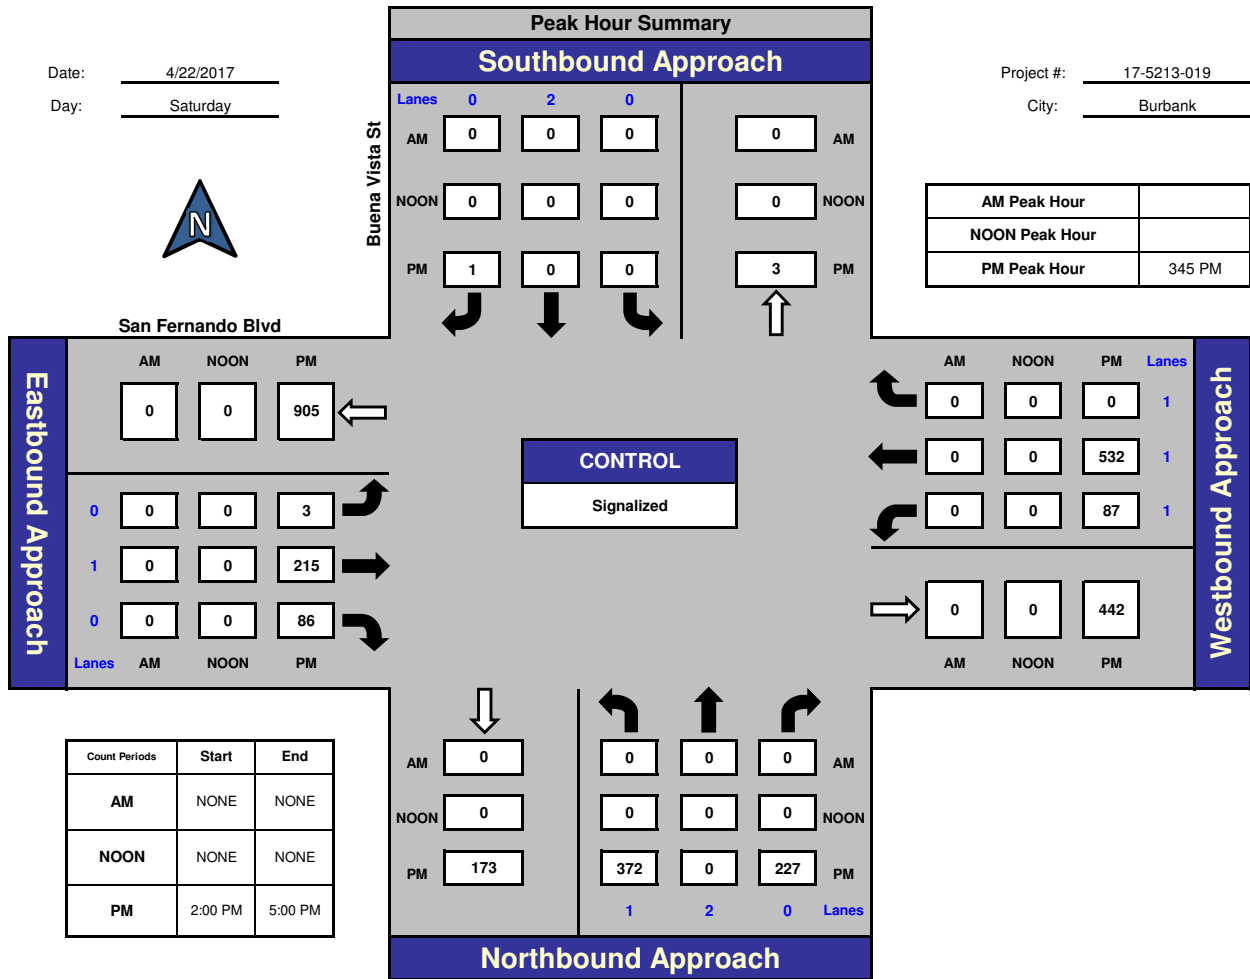 Peak Hour Summary
Southbound Approach
Date: 4/22/2017
Day: Saturday
Project #: 17-5213-019
City: Burbank
Buena Vista St
Lanes 0 2 0
AM 0 0 0 0 AM
NOON 0 0 0 0 NOON
PM 1 0 0 3 PM
N
AM Peak Hour
NOON Peak Hour
PM Peak Hour 345 PM
San Fernando Blvd
Eastbound Approach
AM NOON PM
0 0 905
0 0 0 3
1 0 0 215
0 0 0 86
Lanes AM NOON PM
CONTROL
Signalized
Westbound Approach
AM NOON PM Lanes
0 0 0 1
0 0 532 1
0 0 87 1
0 0 442
AM NOON PM
Count Periods Start End
AM NONE NONE
NOON NONE NONE
PM 2:00 PM 5:00 PM
AM 0 0 0 0 AM
NOON 0 0 0 0 NOON
PM 173 372 0 227 PM
1 2 0 Lanes
Northbound Approach